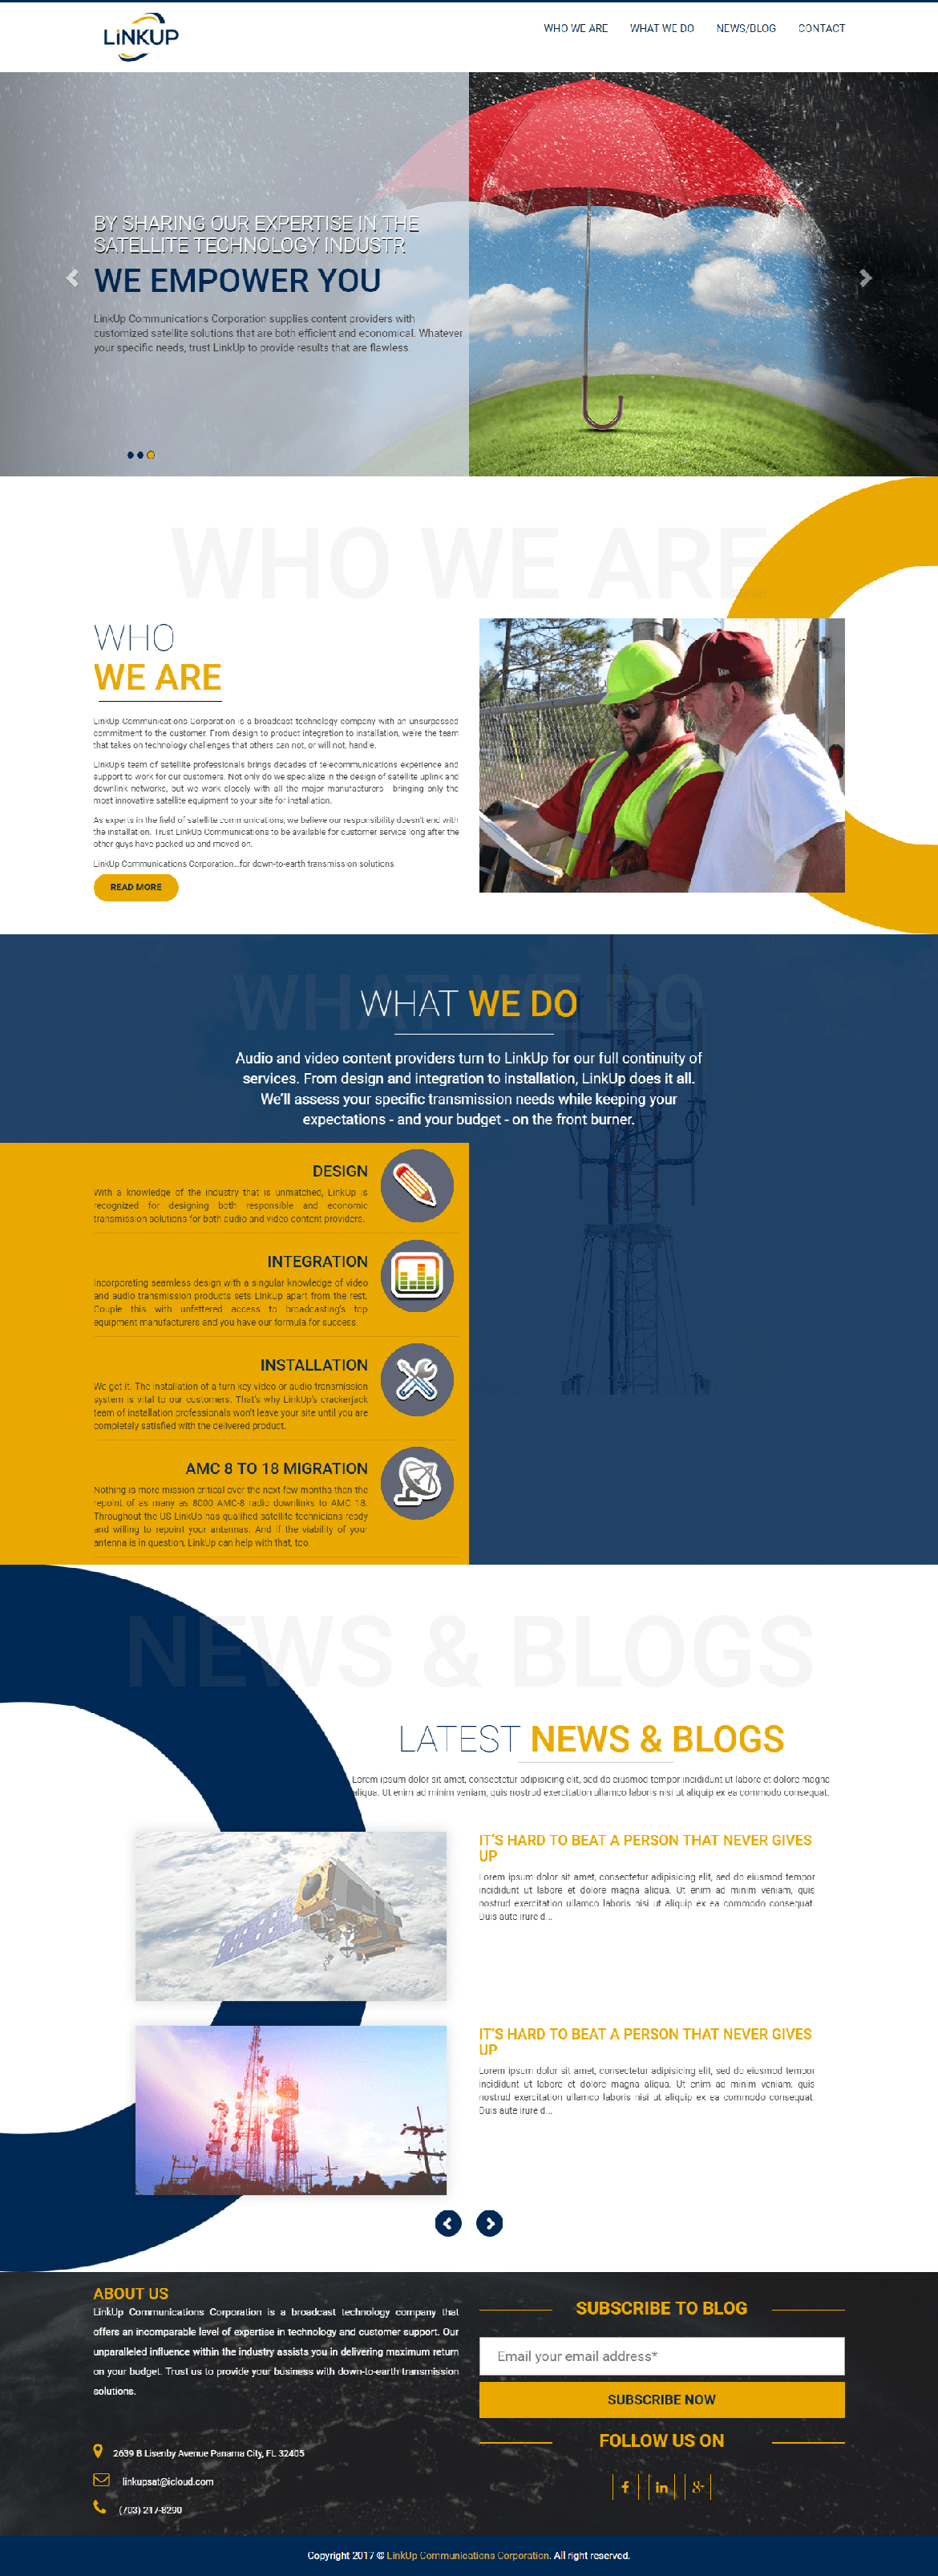 LINKUP
WHO WE ARE WHAT WE DO NEWS/BLOG CONTACT
BY SHARING OUR EXPERTISE IN THE
SATELLITE TECHNOLOGY INDUSTR
WE EMPOWER YOU
LinkUp Communications Corporation supplies content providers with
customized satellite solutions that are both efficient and economical. Whatever
your specific needs, trust LinkUp to provide results that are flawless.
WHO WE ARE
WHO
WE ARE
LinkUp Communications Corporation is a broadcast technology company with an unsurpassed
commitment to the customer. From design to product integration to installation, we're the team
that takes on technology challenges that others can not, or will not, handle.
LinkUp's team of satellite professionals brings decades of telecommunications experience and
support to work for our customers. Not only do we specialize in the design of satellite uplink and
downlink networks, but we work closely with all the major manufacturers - bringing only the
most innovative satellite equipment to your site for installation.
As experts in the field of satellite communications, we believe our responsibility doesn't end with
the installation. Trust LinkUp Communications to be available for customer service long after the
other guys have packed up and moved on.
LinkUp Communications Corporation...for down-to-earth transmission solutions.
READ MORE
WHAT WE DO
WHAT WE DO
Audio and video content providers turn to LinkUp for our full continuity of
services. From design and integration to installation, LinkUp does it all.
We'll assess your specific transmission needs while keeping your
expectations - and your budget - on the front burner.
DESIGN
With a knowledge of the industry that is unmatched, LinkUp is
recognized for designing both responsible and economic
transmission solutions for both audio and video content providers.
INTEGRATION
Incorporating seamless design with a singular knowledge of video
and audio transmission products sets LinkUp apart from the rest.
Couple this with unfettered access to broadcasting's top
equipment manufacturers and you have our formula for success.
INSTALLATION
We get it. The installation of a turn key video or audio transmission
system is vital to our customers. That's why LinkUp's crackerjack
team of installation professionals won't leave your site until you are
completely satisfied with the delivered product.
AMC 8 TO 18 MIGRATION
Nothing is more mission critical over the next few months than the
repoint of as many as 8000 AMC-8 radio downlinks to AMC 18.
Throughout the US LinkUp has qualified satellite technicians ready
and willing to repoint your antennas. And if the viability of your
antenna is in question, LinkUp can help with that, too.
NEWS & BLOGS
LATEST NEWS & BLOGS
Lorem ipsum dolor sit amet, consectetur adipisicing elit, sed do eiusmod tempor incididunt ut labore et dolore magna
aliqua. Ut enim ad minim veniam, quis nostrud exercitation ullamco laboris nisi ut aliquip ex ea commodo consequat.
IT'S HARD TO BEAT A PERSON THAT NEVER GIVES
UP
Lorem ipsum dolor sit amet, consectetur adipisicing elit, sed do eiusmod tempor
incididunt ut labore et dolore magna aliqua. Ut enim ad minim veniam, quis
nostrud exercitation ullamco laboris nisi ut aliquip ex ea commodo consequat.
Duis aute irure d...
IT'S HARD TO BEAT A PERSON THAT NEVER GIVES
UP
Lorem ipsum dolor sit amet, consectetur adipisicing elit, sed do eiusmod tempor
incididunt ut labore et dolore magna aliqua. Ut enim ad minim veniam, quis
nostrud exercitation ullamco laboris nisi ut aliquip ex ea commodo consequat.
Duis aute irure d...
ABOUT US
LinkUp Communications Corporation is a broadcast technology company that
offers an incomparable level of expertise in technology and customer support. Our
unparalleled influence within the industry assists you in delivering maximum return
on your budget. Trust us to provide your business with down-to-earth transmission
solutions.
2639 B Lisenby Avenue Panama City, FL 32405
linkupsat@icloud.com
(703) 217-8290
SUBSCRIBE TO BLOG
Email your email address*
SUBSCRIBE NOW
FOLLOW US ON
Copyright 2017 © LinkUp Communications Corporation. All right reserved.